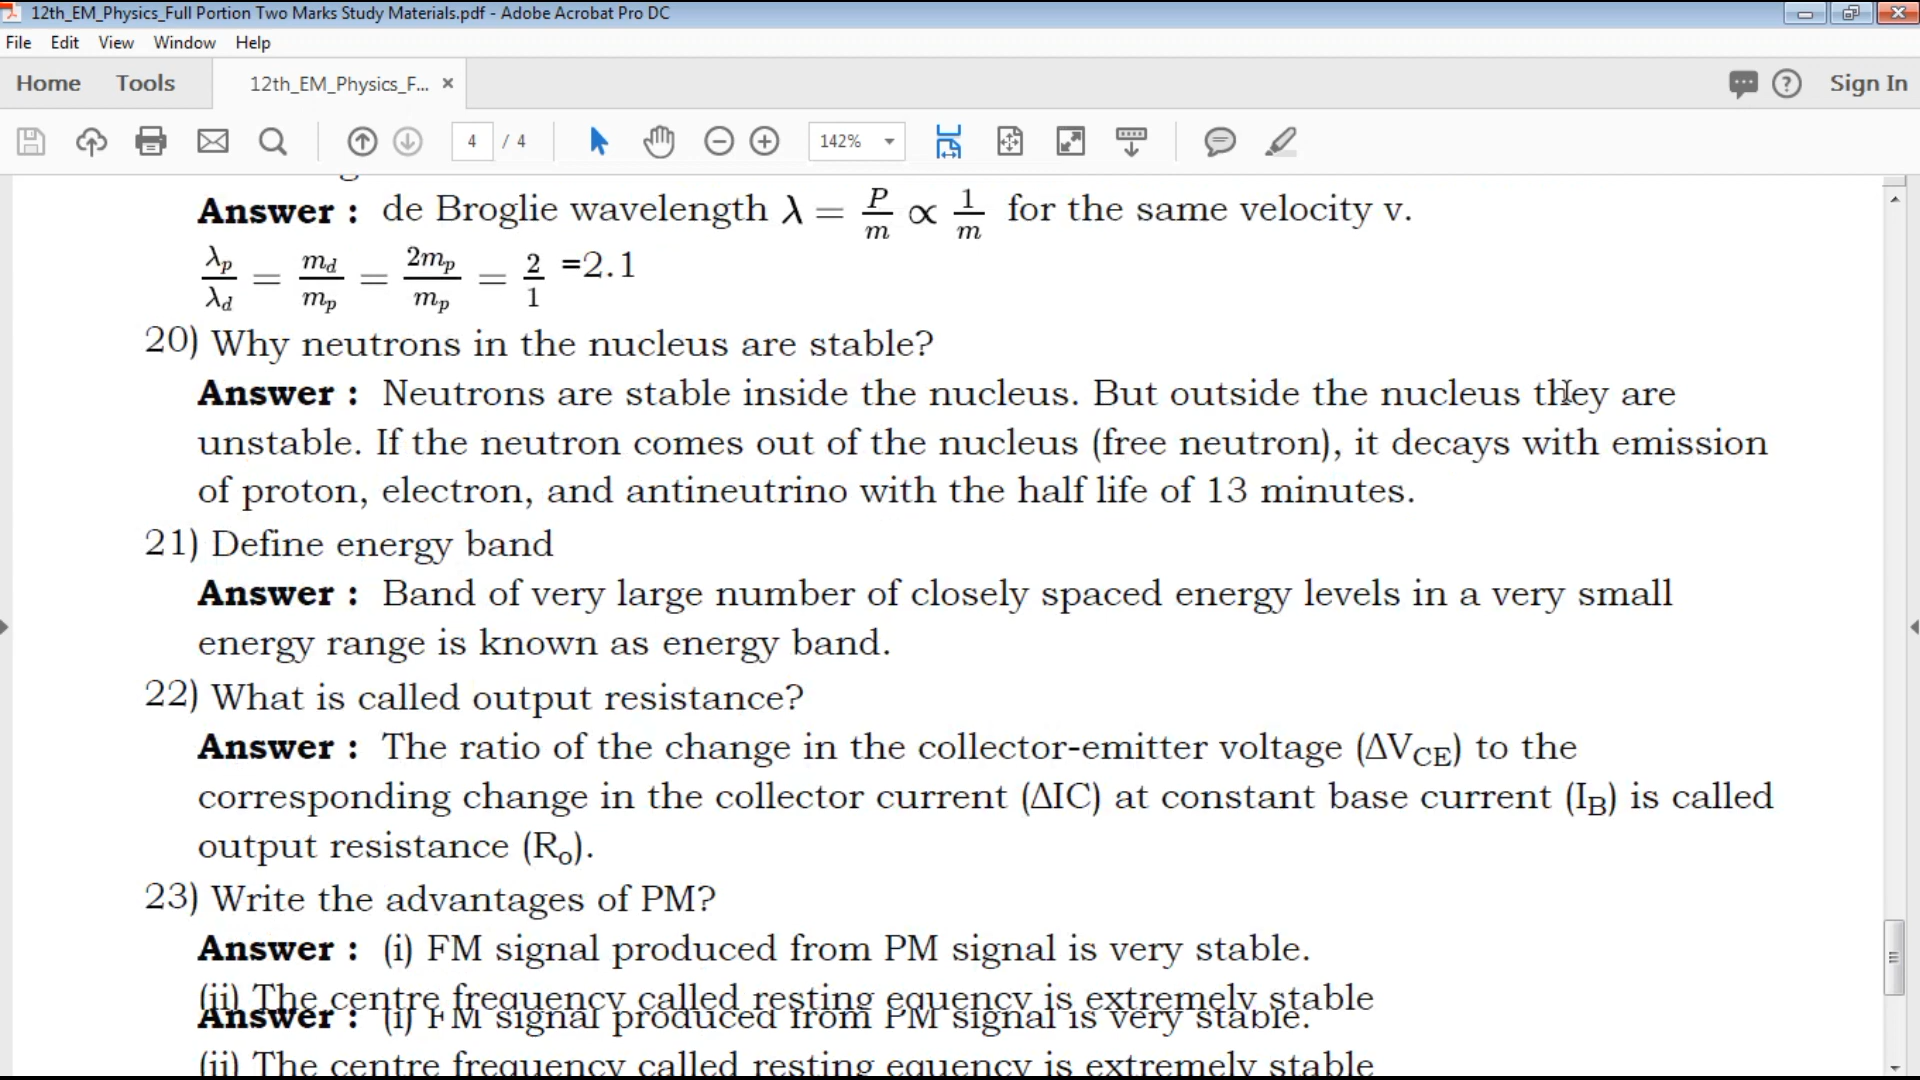 12th_EM_Physics_Full Portion Two Marks Study Materials.pdf - Adobe Acrobat Pro DC
File Edit View Window Help
Home Tools 12th_EM_Physics_F... × Sign In
4 / 4 142%
Answer : de Broglie wavelength λ = P/m ∝ 1/m for the same velocity v.
λp/λd = md/mp = 2mp/mp = 2/1 =2.1
20) Why neutrons in the nucleus are stable?
Answer : Neutrons are stable inside the nucleus. But outside the nucleus they are
unstable. If the neutron comes out of the nucleus (free neutron), it decays with emission
of proton, electron, and antineutrino with the half life of 13 minutes.
21) Define energy band
Answer : Band of very large number of closely spaced energy levels in a very small
energy range is known as energy band.
22) What is called output resistance?
Answer : The ratio of the change in the collector-emitter voltage (ΔVCE) to the
corresponding change in the collector current (ΔIC) at constant base current (IB) is called
output resistance (Ro).
23) Write the advantages of PM?
Answer : (i) FM signal produced from PM signal is very stable.
(ii) The centre frequency called resting equency is extremely stable
Answer : (i) FM signal produced from PM signal is very stable.
(ii) The centre frequency called resting equency is extremely stable